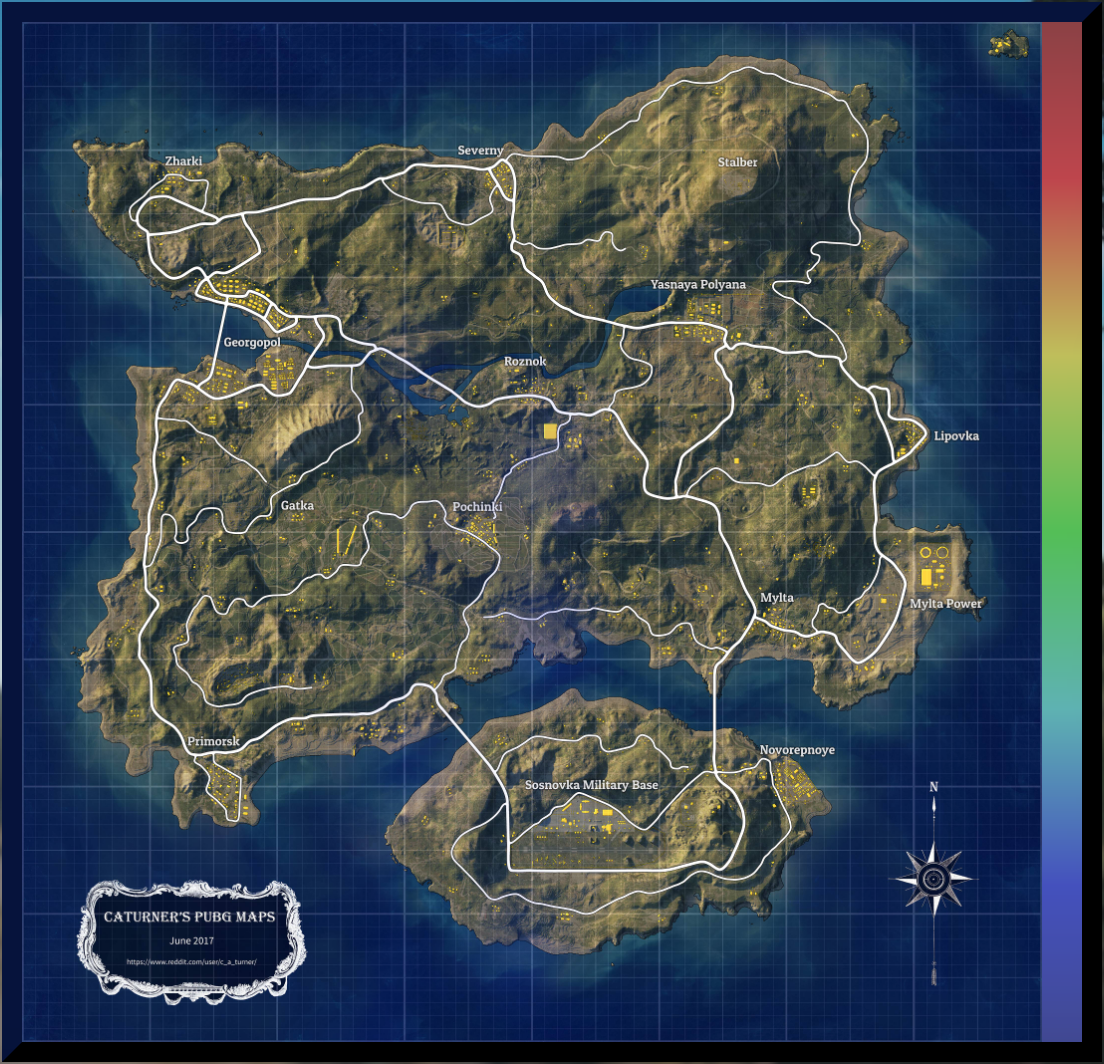 Severny
Zharki
Stalber
Yasnaya Polyana
Georgopol
Roznok
Lipovka
Gatka
Pochinki
Mylta
Mylta Power
Primorsk
Novorepnoye
Sosnovka Military Base
N
CATURNER'S PUBG MAPS
June 2017
https://www.reddit.com/user/c_a_turner/